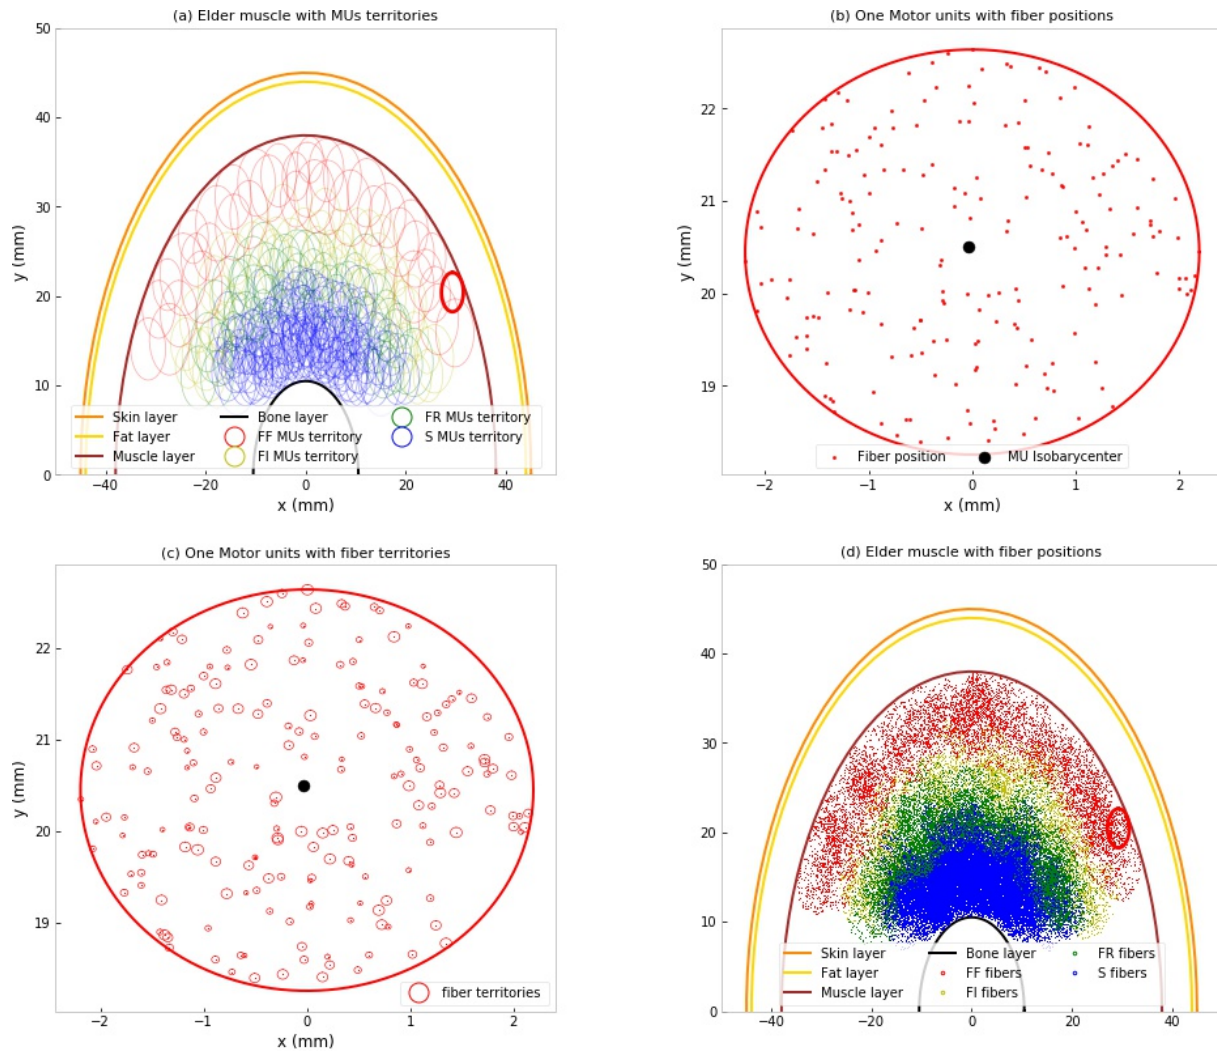 (a) Elder muscle with MUs territories
50
40
30
20
10
0
y (mm)
Skin layer
Fat layer
Muscle layer
Bone layer
FF MUs territory
FI MUs territory
FR MUs territory
S MUs territory
−40 −20 0 20 40
x (mm)
(b) One Motor units with fiber positions
22
21
20
19
y (mm)
Fiber position
MU Isobarycenter
−2 −1 0 1 2
x (mm)
(c) One Motor units with fiber territories
22
21
20
19
y (mm)
fiber territories
−2 −1 0 1 2
x (mm)
(d) Elder muscle with fiber positions
50
40
30
20
10
0
y (mm)
Skin layer
Fat layer
Muscle layer
Bone layer
FF fibers
FI fibers
FR fibers
S fibers
−40 −20 0 20 40
x (mm)